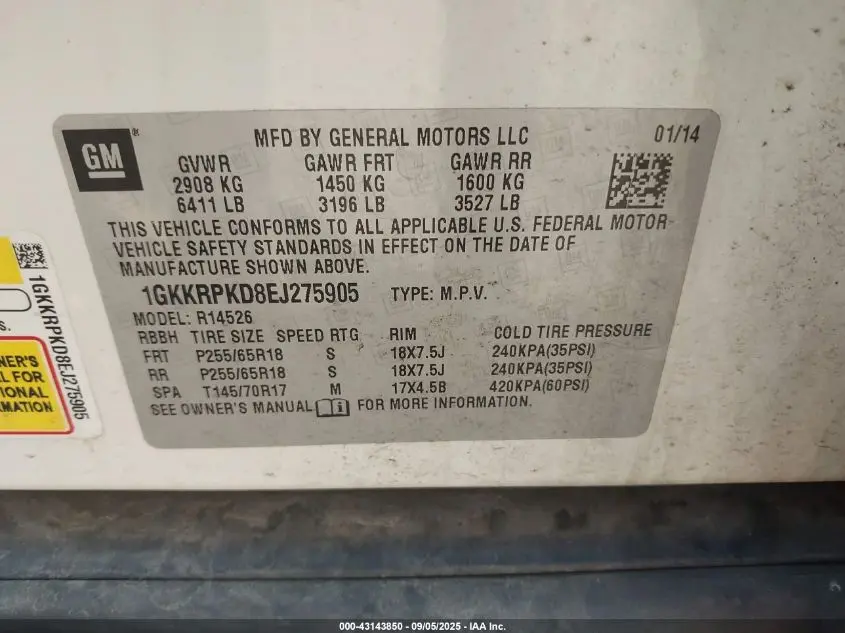 GM
MFD BY GENERAL MOTORS LLC 01/14
GVWR GAWR FRT GAWR RR
2908 KG 1450 KG 1600 KG
6411 LB 3196 LB 3527 LB
THIS VEHICLE CONFORMS TO ALL APPLICABLE U.S. FEDERAL MOTOR
VEHICLE SAFETY STANDARDS IN EFFECT ON THE DATE OF
MANUFACTURE SHOWN ABOVE.
1GKKRPKD8EJ275905 TYPE: M.P.V.
MODEL: R14526
RBBH TIRE SIZE SPEED RTG RIM COLD TIRE PRESSURE
FRT P255/65R18 S 18X7.5J 240KPA(35PSI)
RR P255/65R18 S 18X7.5J 240KPA(35PSI)
SPA T145/70R17 M 17X4.5B 420KPA(60PSI)
SEE OWNER'S MANUAL FOR MORE INFORMATION.
1GKKRPKD8EJ275905
S.
NER'S
L FOR
IONAL
MATION
000-43143850 - 09/05/2025 - IAA Inc.